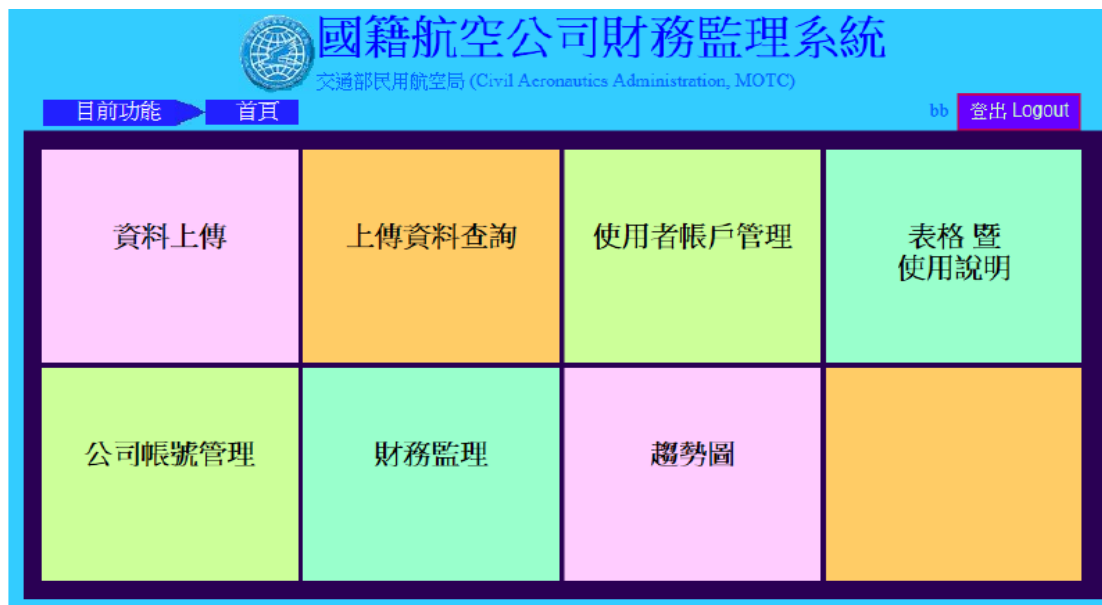 國籍航空公司財務監理系統
交通部民用航空局 (Civil Aeronautics Administration, MOTC)
目前功能 首頁 bb 登出 Logout
資料上傳 上傳資料查詢 使用者帳戶管理 表格 暨
使用說明
公司帳號管理 財務監理 趨勢圖